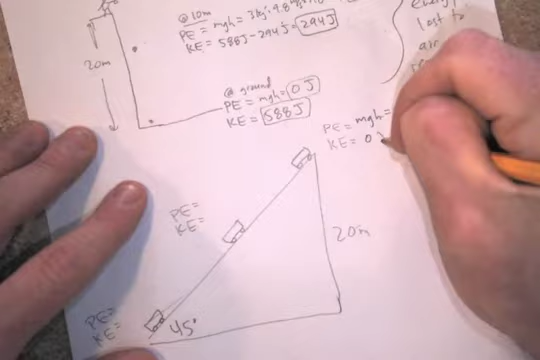 @10m
PE = mgh = 3kg · 9.8
KE = 588J - 294J = 294J
lost to
air
20m
@ ground
PE = mgh = 0 J
KE = 588J
PE = mgh =
KE = 0
PE =
KE =
20m
PE =
KE =
45°